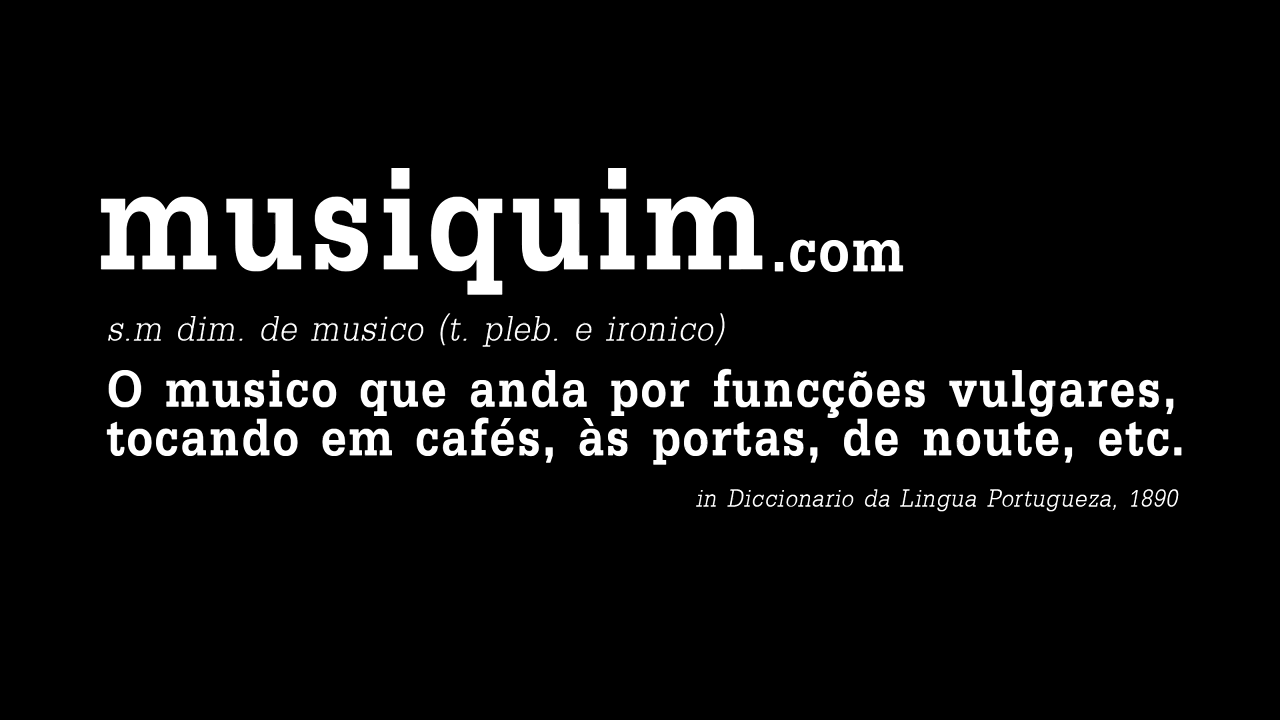 musiquim.com
s.m dim. de musico (t. pleb. e ironico)
O musico que anda por funcções vulgares,
tocando em cafés, às portas, de noute, etc.
in Diccionario da Lingua Portugueza, 1890